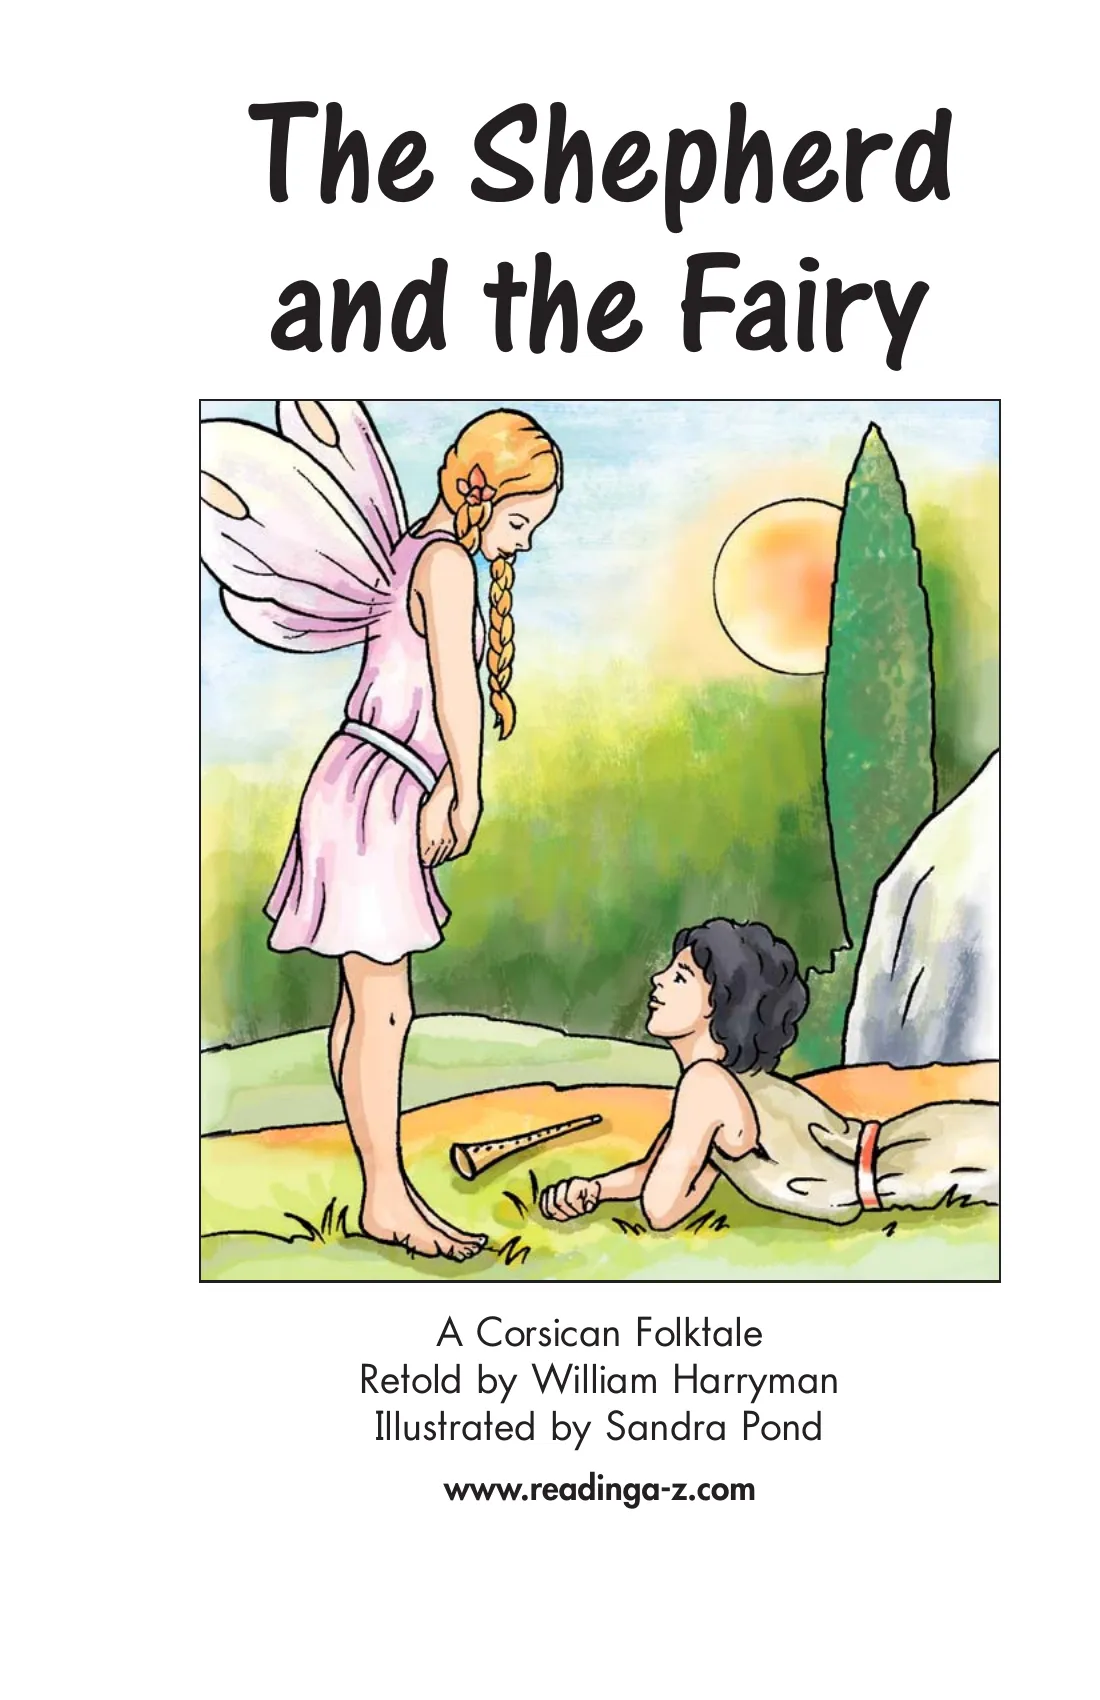 The Shepherd
and the Fairy
A Corsican Folktale
Retold by William Harryman
Illustrated by Sandra Pond
www.readinga-z.com